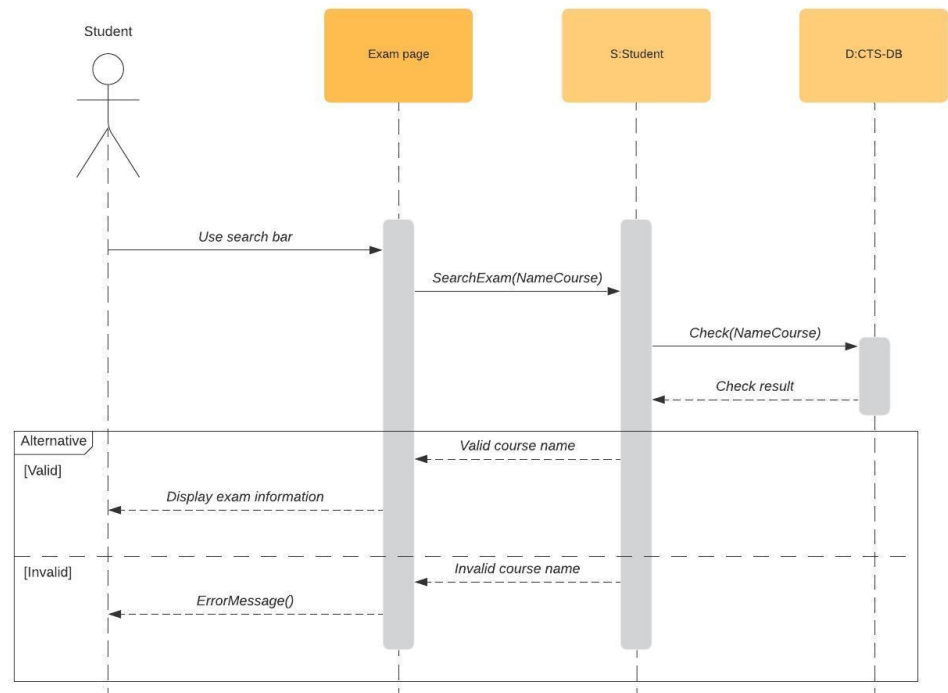 Student
Exam page
S:Student
D:CTS-DB
Use search bar
SearchExam(NameCourse)
Check(NameCourse)
Check result
Alternative
Valid course name
[Valid]
Display exam information
Invalid course name
[Invalid]
ErrorMessage()